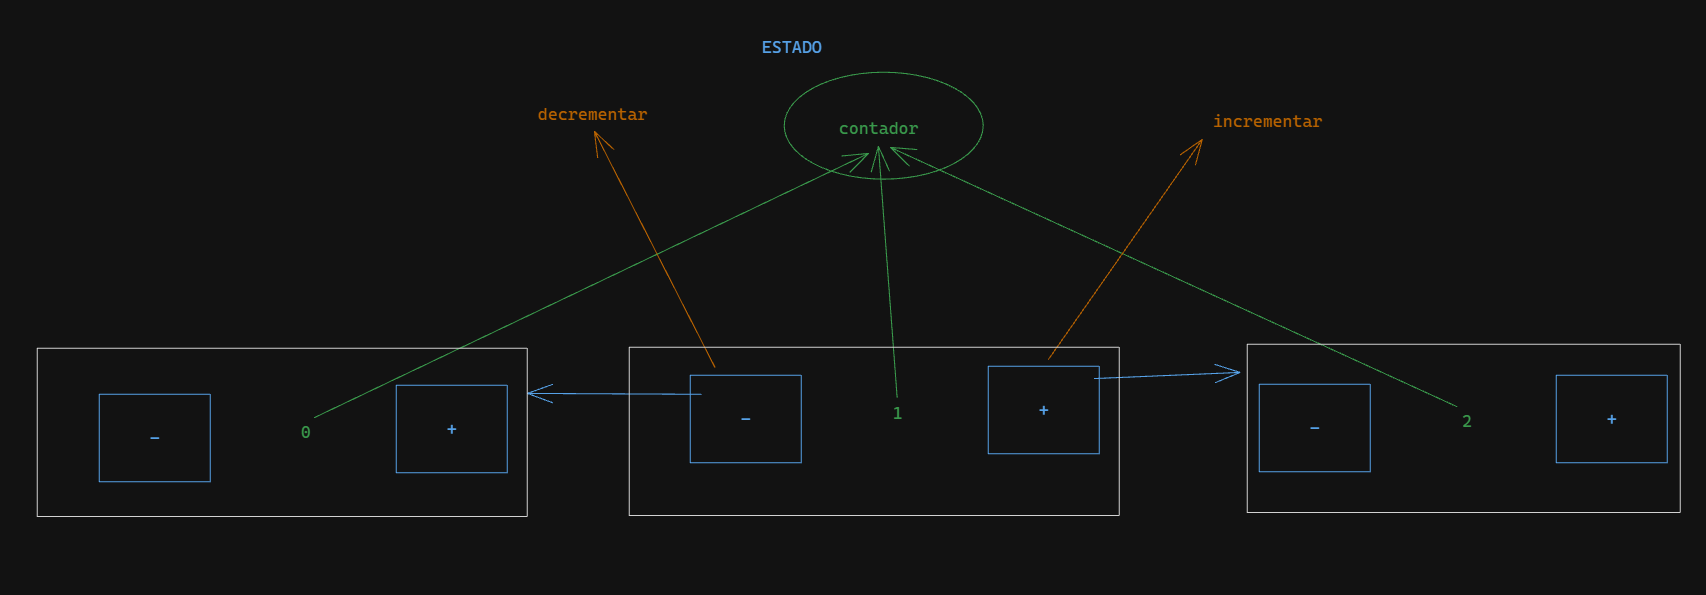 ESTADO
decrementar
contador
incrementar
- 0 +
- 1 +
- 2 +